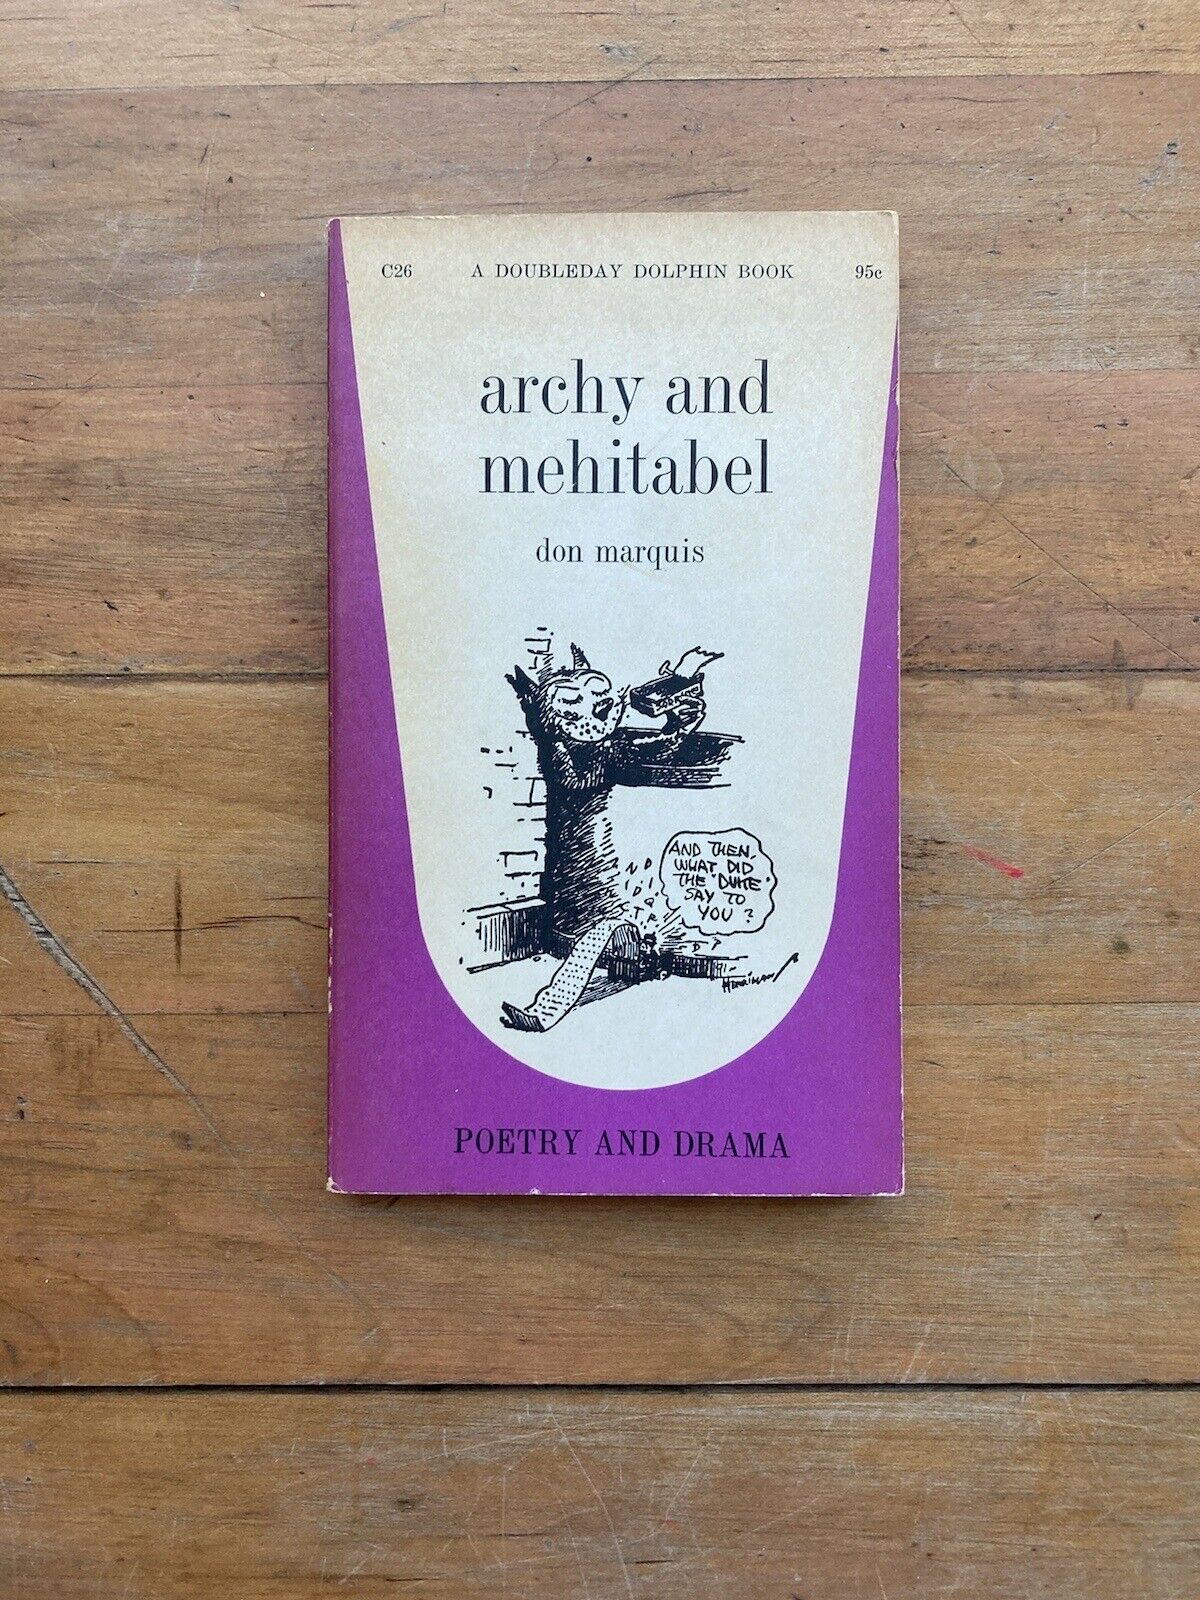 C26 A DOUBLEDAY DOLPHIN BOOK 95c
archy and
mehitabel
don marquis
AND THEN,
WHAT DID
THE DUKE
SAY TO
YOU?
Herriman
POETRY AND DRAMA